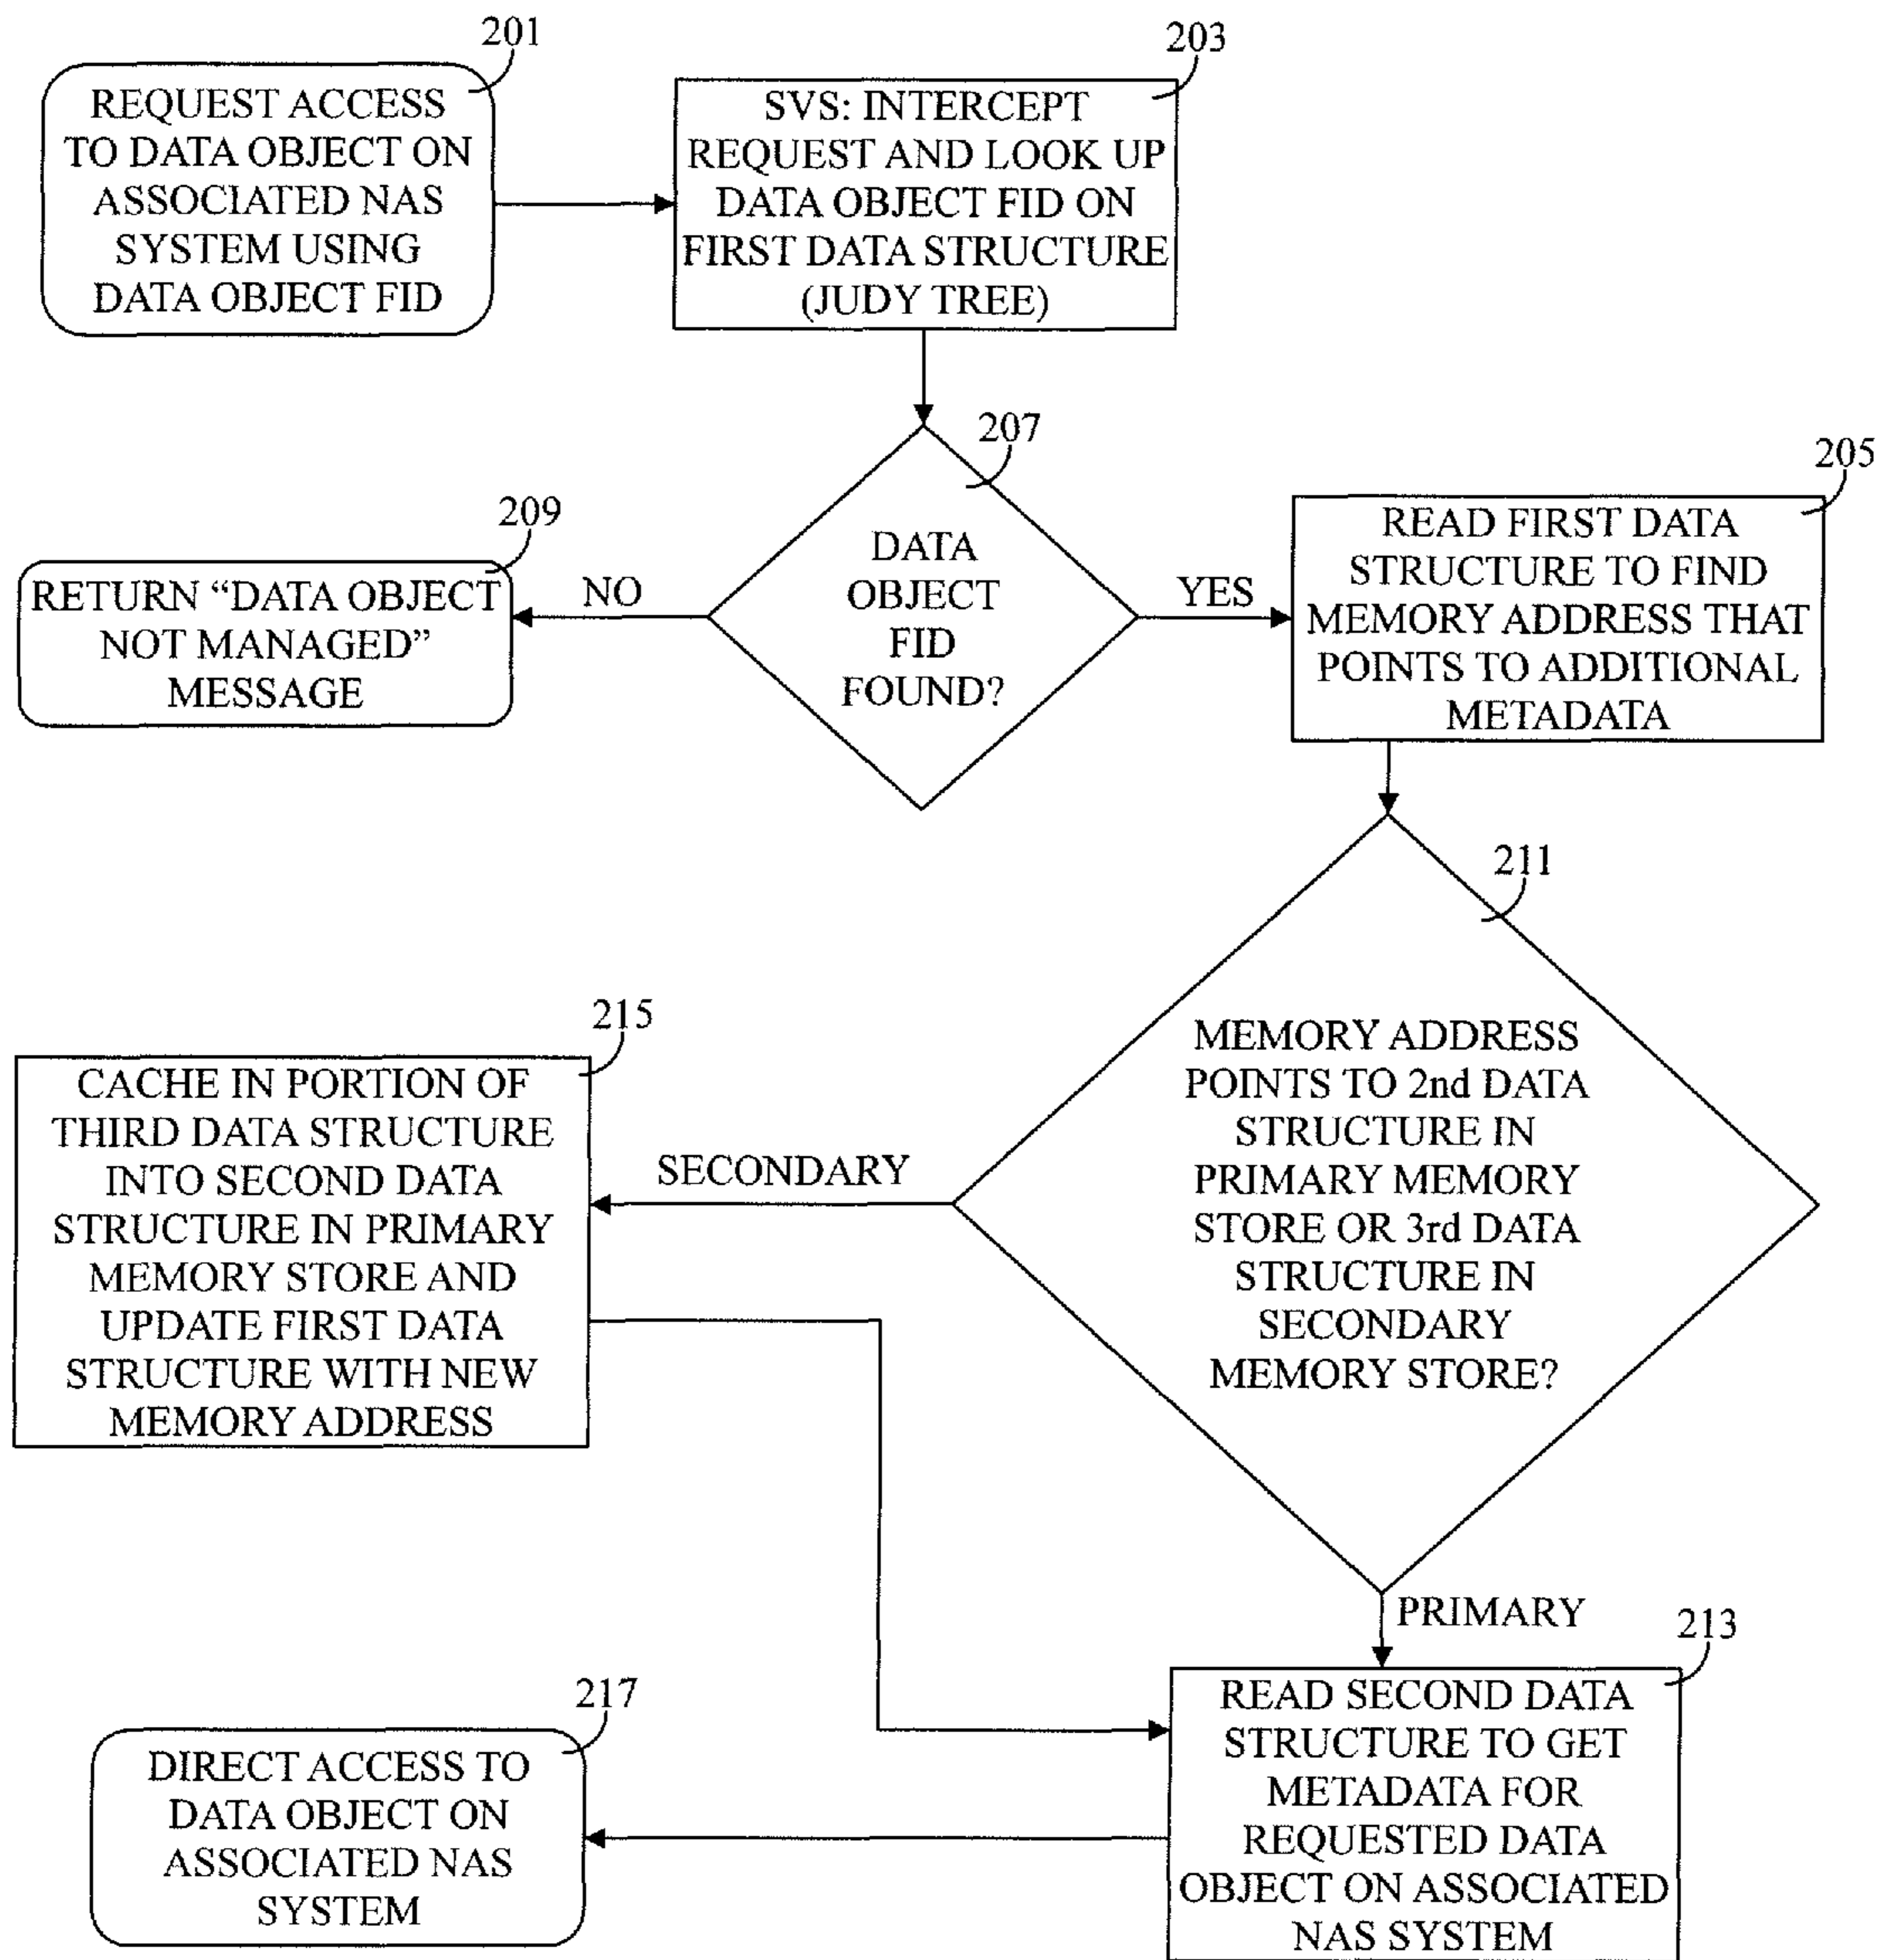 201
REQUEST ACCESS
TO DATA OBJECT ON
ASSOCIATED NAS
SYSTEM USING
DATA OBJECT FID
203
SVS: INTERCEPT
REQUEST AND LOOK UP
DATA OBJECT FID ON
FIRST DATA STRUCTURE
(JUDY TREE)
207
DATA
OBJECT
FID
FOUND?
NO
YES
209
RETURN “DATA OBJECT
NOT MANAGED”
MESSAGE
205
READ FIRST DATA
STRUCTURE TO FIND
MEMORY ADDRESS THAT
POINTS TO ADDITIONAL
METADATA
211
MEMORY ADDRESS
POINTS TO 2nd DATA
STRUCTURE IN
PRIMARY MEMORY
STORE OR 3rd DATA
STRUCTURE IN
SECONDARY
MEMORY STORE?
SECONDARY
PRIMARY
215
CACHE IN PORTION OF
THIRD DATA STRUCTURE
INTO SECOND DATA
STRUCTURE IN PRIMARY
MEMORY STORE AND
UPDATE FIRST DATA
STRUCTURE WITH NEW
MEMORY ADDRESS
213
READ SECOND DATA
STRUCTURE TO GET
METADATA FOR
REQUESTED DATA
OBJECT ON ASSOCIATED
NAS SYSTEM
217
DIRECT ACCESS TO
DATA OBJECT ON
ASSOCIATED NAS
SYSTEM